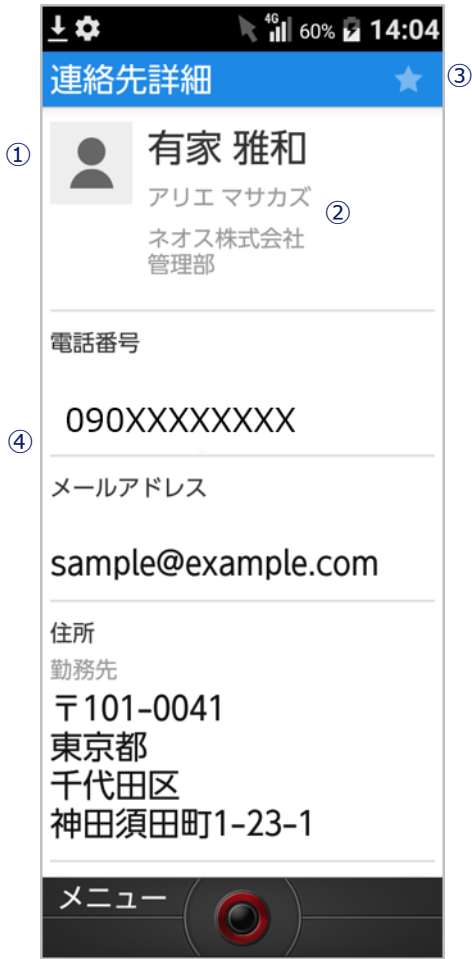 4G 60% 14:04
連絡先詳細
③
①
有家 雅和
アリエ マサカズ
②
ネオス株式会社
管理部
電話番号
090XXXXXXXX
④
メールアドレス
sample@example.com
住所
勤務先
〒101-0041
東京都
千代田区
神田須田町1-23-1
メニュー